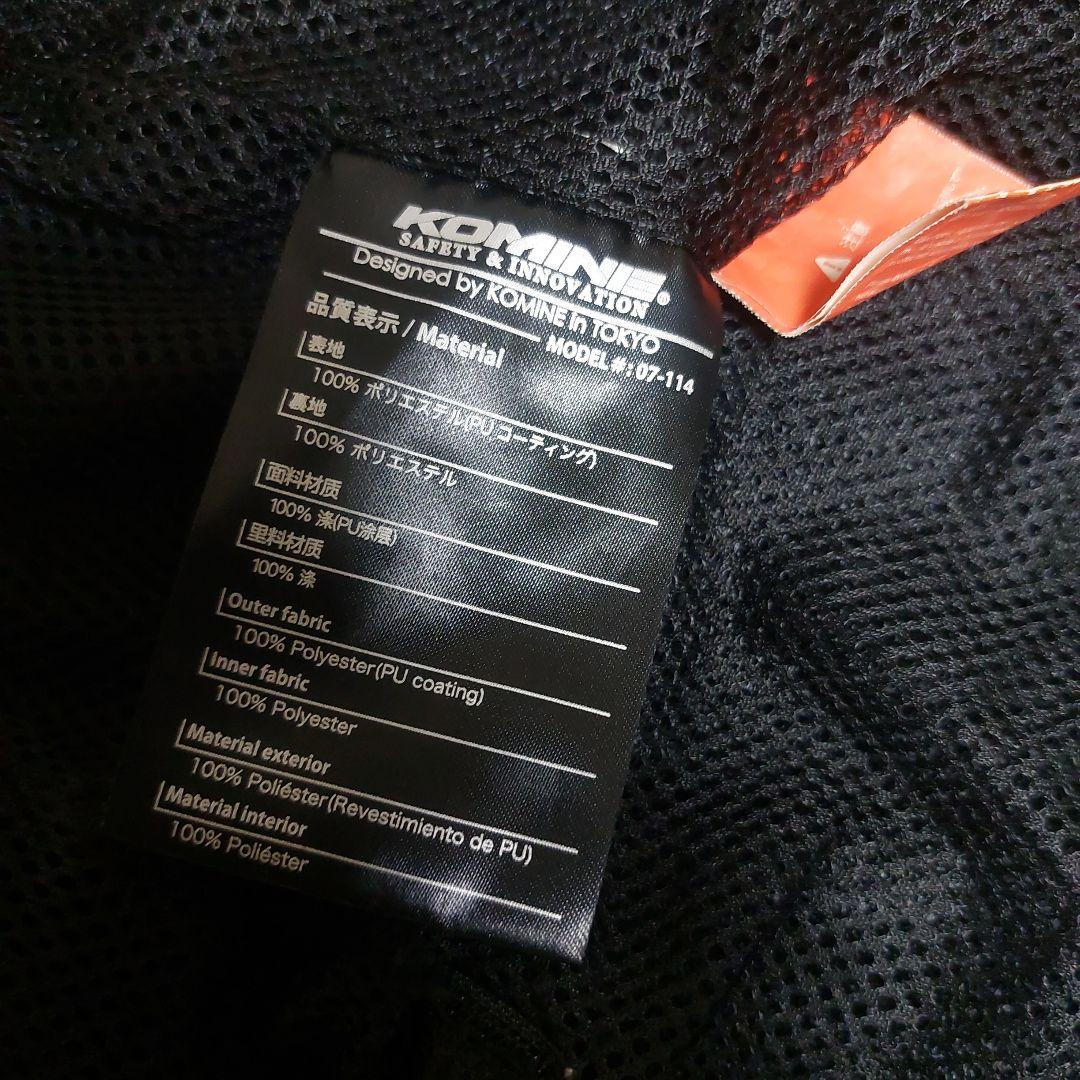 KOMINE
SAFETY & INNOVATION®
Designed by KOMINE in TOKYO
品質表示 / Material
MODEL #: 07-114
表地
100% ポリエステル(PUコーティング)
裏地
100% ポリエステル
面料材质
100% 涤(PU涂层)
里料材质
100% 涤
Outer fabric
100% Polyester(PU coating)
Inner fabric
100% Polyester
Material exterior
100% Poliéster(Revestimiento de PU)
Material interior
100% Poliéster